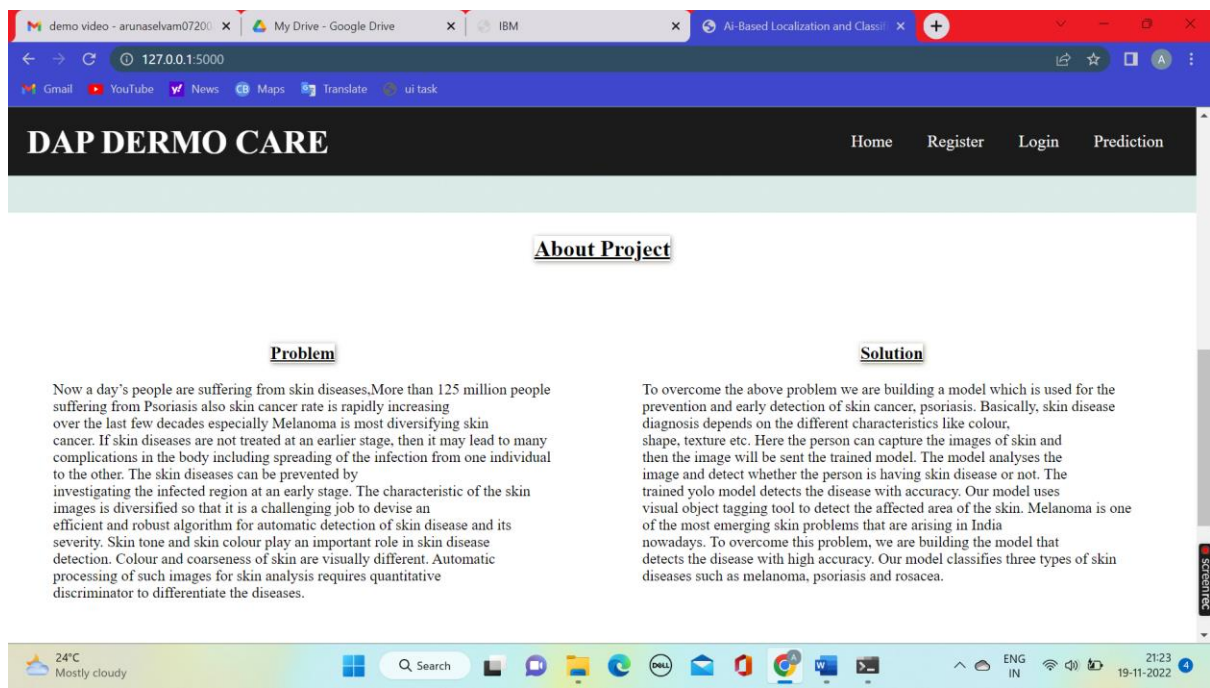 demo video - arunaselvam07200
My Drive - Google Drive
IBM
Ai-Based Localization and Classif
127.0.0.1:5000
A
Gmail
YouTube
News
CB Maps
Translate
ui task
DAP DERMO CARE
Home Register Login Prediction
About Project
Problem
Now a day's people are suffering from skin diseases,More than 125 million people
suffering from Psoriasis also skin cancer rate is rapidly increasing
over the last few decades especially Melanoma is most diversifying skin
cancer. If skin diseases are not treated at an earlier stage, then it may lead to many
complications in the body including spreading of the infection from one individual
to the other. The skin diseases can be prevented by
investigating the infected region at an early stage. The characteristic of the skin
images is diversified so that it is a challenging job to devise an
efficient and robust algorithm for automatic detection of skin disease and its
severity. Skin tone and skin colour play an important role in skin disease
detection. Colour and coarseness of skin are visually different. Automatic
processing of such images for skin analysis requires quantitative
discriminator to differentiate the diseases.
Solution
To overcome the above problem we are building a model which is used for the
prevention and early detection of skin cancer, psoriasis. Basically, skin disease
diagnosis depends on the different characteristics like colour,
shape, texture etc. Here the person can capture the images of skin and
then the image will be sent the trained model. The model analyses the
image and detect whether the person is having skin disease or not. The
trained yolo model detects the disease with accuracy. Our model uses
visual object tagging tool to detect the affected area of the skin. Melanoma is one
of the most emerging skin problems that are arising in India
nowadays. To overcome this problem, we are building the model that
detects the disease with high accuracy. Our model classifies three types of skin
diseases such as melanoma, psoriasis and rosacea.
screenrec
24°C
Mostly cloudy
Search
DELL
W
ENG
IN
21:23
19-11-2022
4